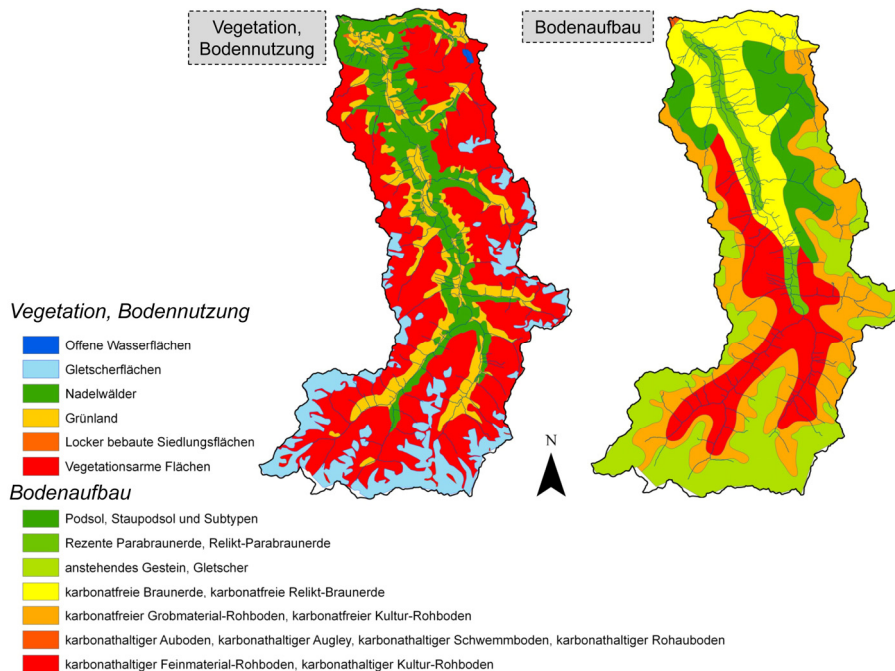 Vegetation,
Bodennutzung
Bodenaufbau
Vegetation, Bodennutzung
Offene Wasserflächen
Gletscherflächen
Nadelwälder
Grünland
Locker bebaute Siedlungsflächen
Vegetationsarme Flächen
N
Bodenaufbau
Podsol, Staupodsol und Subtypen
Rezente Parabraunerde, Relikt-Parabraunerde
anstehendes Gestein, Gletscher
karbonatfreie Braunerde, karbonatfreie Relikt-Braunerde
karbonatfreier Grobmaterial-Rohboden, karbonatfreier Kultur-Rohboden
karbonathaltiger Auboden, karbonathaltiger Augley, karbonathaltiger Schwemmboden, karbonathaltiger Rohauboden
karbonathaltiger Feinmaterial-Rohboden, karbonathaltiger Kultur-Rohboden